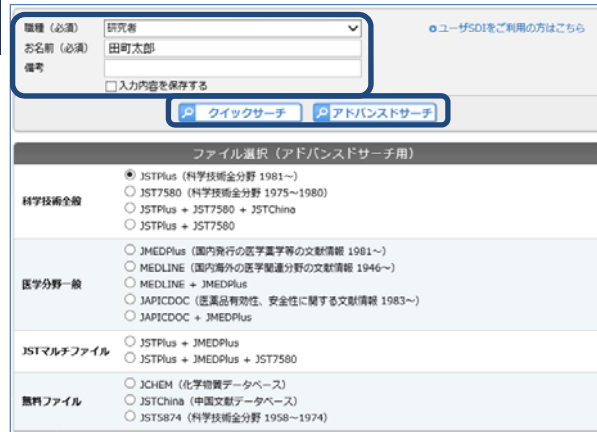 職種（必須） 研究者
お名前（必須） 田町太郎
備考
入力内容を保存する
ユーザSDIをご利用の方はこちら
クイックサーチ アドバンスドサーチ
ファイル選択（アドバンスドサーチ用）
科学技術全般
JSTPlus（科学技術全分野 1981～）
JST7580（科学技術全分野 1975～1980）
JSTPlus + JST7580 + JSTChina
JSTPlus + JST7580
医学分野一般
JMEDPlus（国内発行の医学薬学等の文献情報 1981～）
MEDLINE（国内海外の医学関連分野の文献情報 1946～）
MEDLINE + JMEDPlus
JAPICDOC（医薬品有効性、安全性に関する文献情報 1983～）
JAPICDOC + JMEDPlus
JSTマルチファイル
JSTPlus + JMEDPlus
JSTPlus + JMEDPlus + JST7580
無料ファイル
JCHEM（化学物質データベース）
JSTChina（中国文献データベース）
JST5874（科学技術全分野 1958～1974）